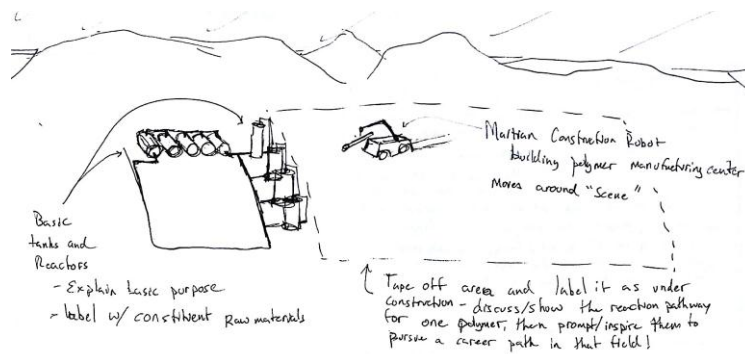 Martian Construction Robot
building polymer manufacturing center
Moves around "Scene"
Basic
tanks and
Reactors
- Explain basic purpose
- label w/ constituent Raw materials
Tape off area and label it as under
construction - discuss/show the reaction pathway
for one polymer, then prompt/inspire them to
pursue a career path in that field!